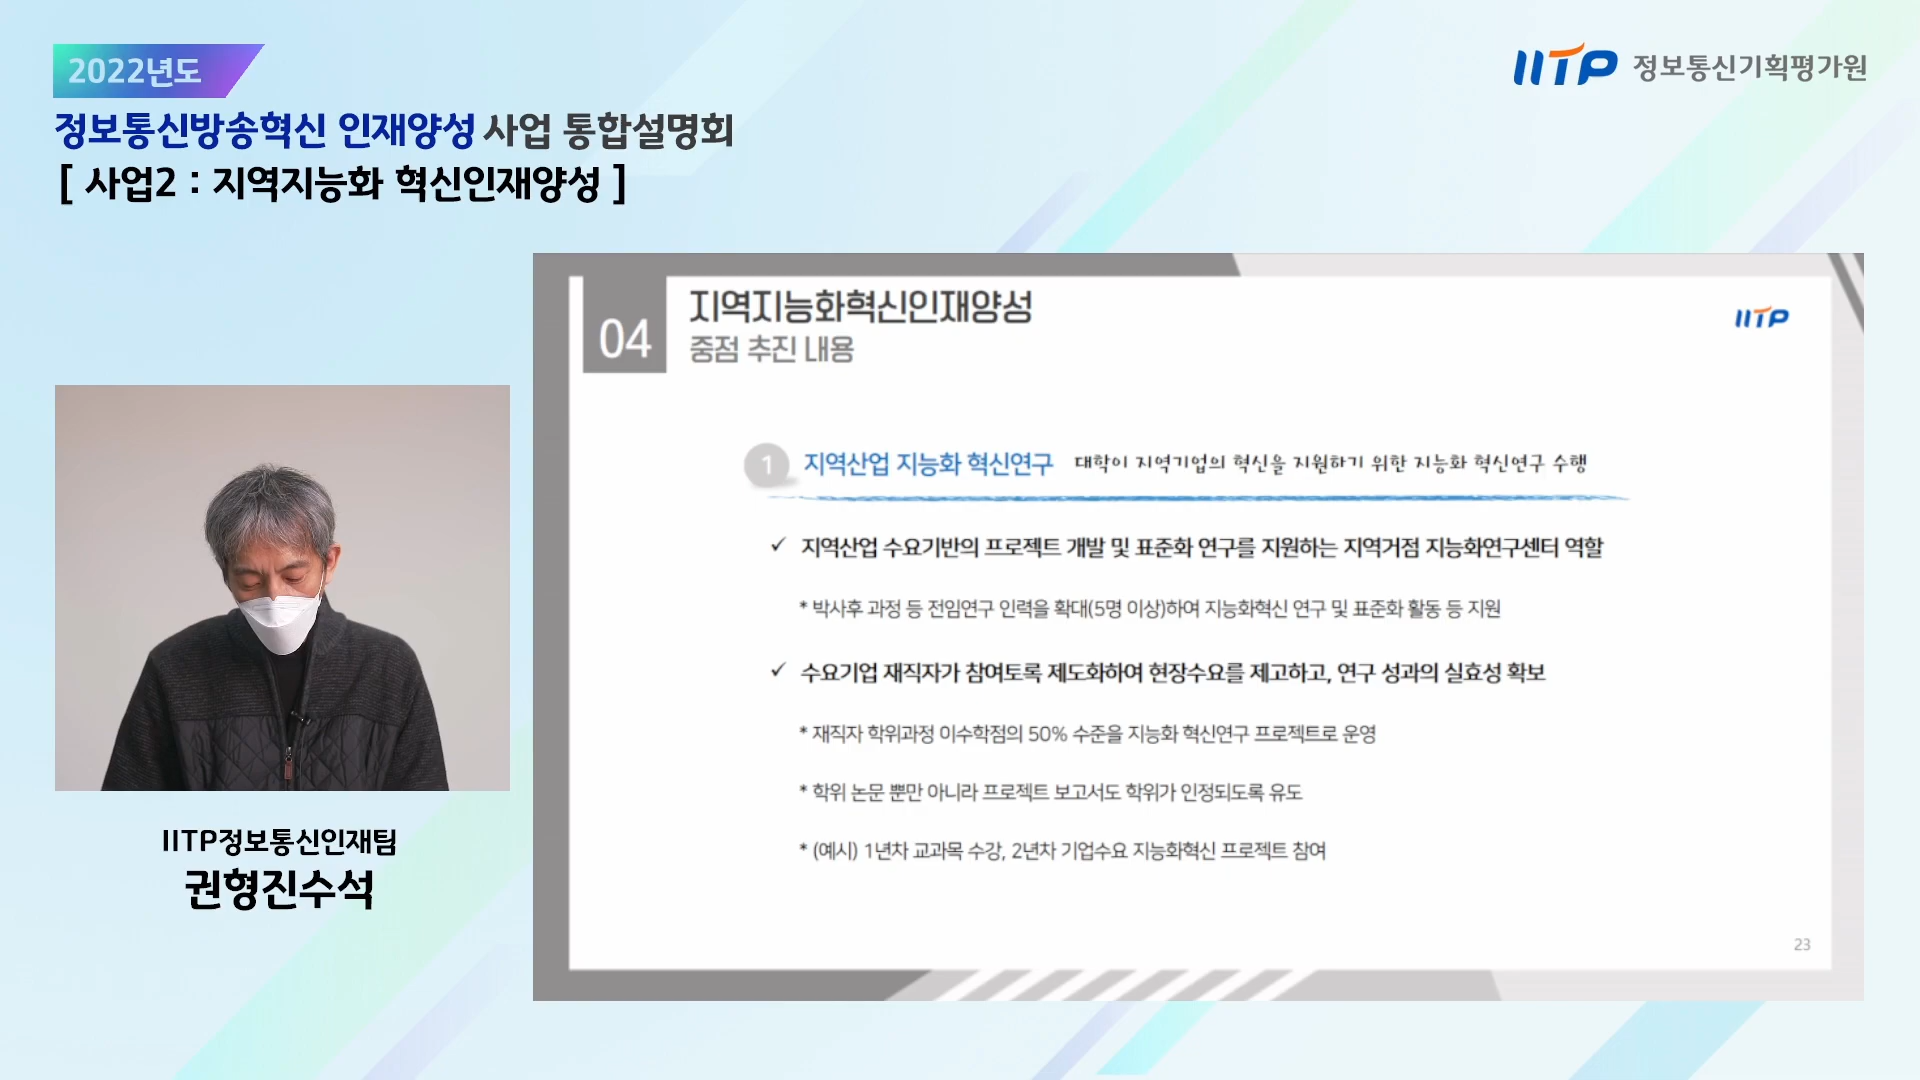 2022년도
정보통신방송혁신 인재양성 사업 통합설명회
[ 사업2 : 지역지능화 혁신인재양성 ]
IITP 정보통신기획평가원
04
지역지능화혁신인재양성
중점 추진 내용
IITP
1 지역산업 지능화 혁신연구 대학이 지역기업의 혁신을 지원하기 위한 지능화 혁신연구 수행
✓ 지역산업 수요기반의 프로젝트 개발 및 표준화 연구를 지원하는 지역거점 지능화연구센터 역할
* 박사후 과정 등 전임연구 인력을 확대(5명 이상)하여 지능화혁신 연구 및 표준화 활동 등 지원
✓ 수요기업 재직자가 참여토록 제도화하여 현장수요를 제고하고, 연구 성과의 실효성 확보
* 재직자 학위과정 이수학점의 50% 수준을 지능화 혁신연구 프로젝트로 운영
* 학위 논문 뿐만 아니라 프로젝트 보고서도 학위가 인정되도록 유도
* (예시) 1년차 교과목 수강, 2년차 기업수요 지능화혁신 프로젝트 참여
23
IITP정보통신인재팀
권형진수석